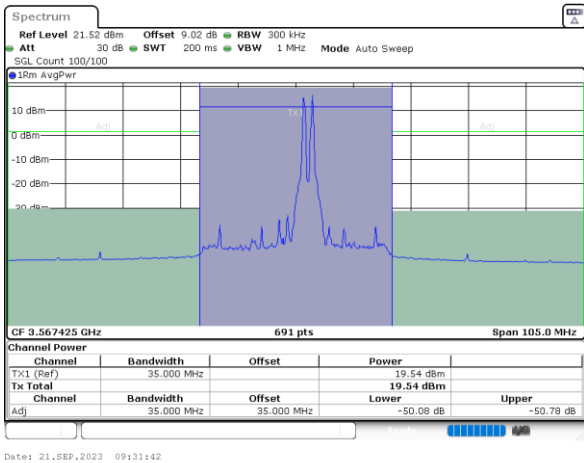 Spectrum
Ref Level 21.52 dBm Offset 9.02 dB RBW 300 kHz
Att 30 dB SWT 200 ms VBW 1 MHz Mode Auto Sweep
SGL Count 100/100
1Rm AvgPwr
10 dBm
TX1
Adj Adj
0 dBm
-10 dBm
-20 dBm
-30 dBm
CF 3.567425 GHz 691 pts Span 105.0 MHz
Channel Power
Channel Bandwidth Offset Power
TX1 (Ref) 35.000 MHz 19.54 dBm
Tx Total 19.54 dBm
Channel Bandwidth Offset Lower Upper
Adj 35.000 MHz 35.000 MHz -50.08 dB -50.78 dB
Ready
Date: 21.SEP.2023 09:31:42